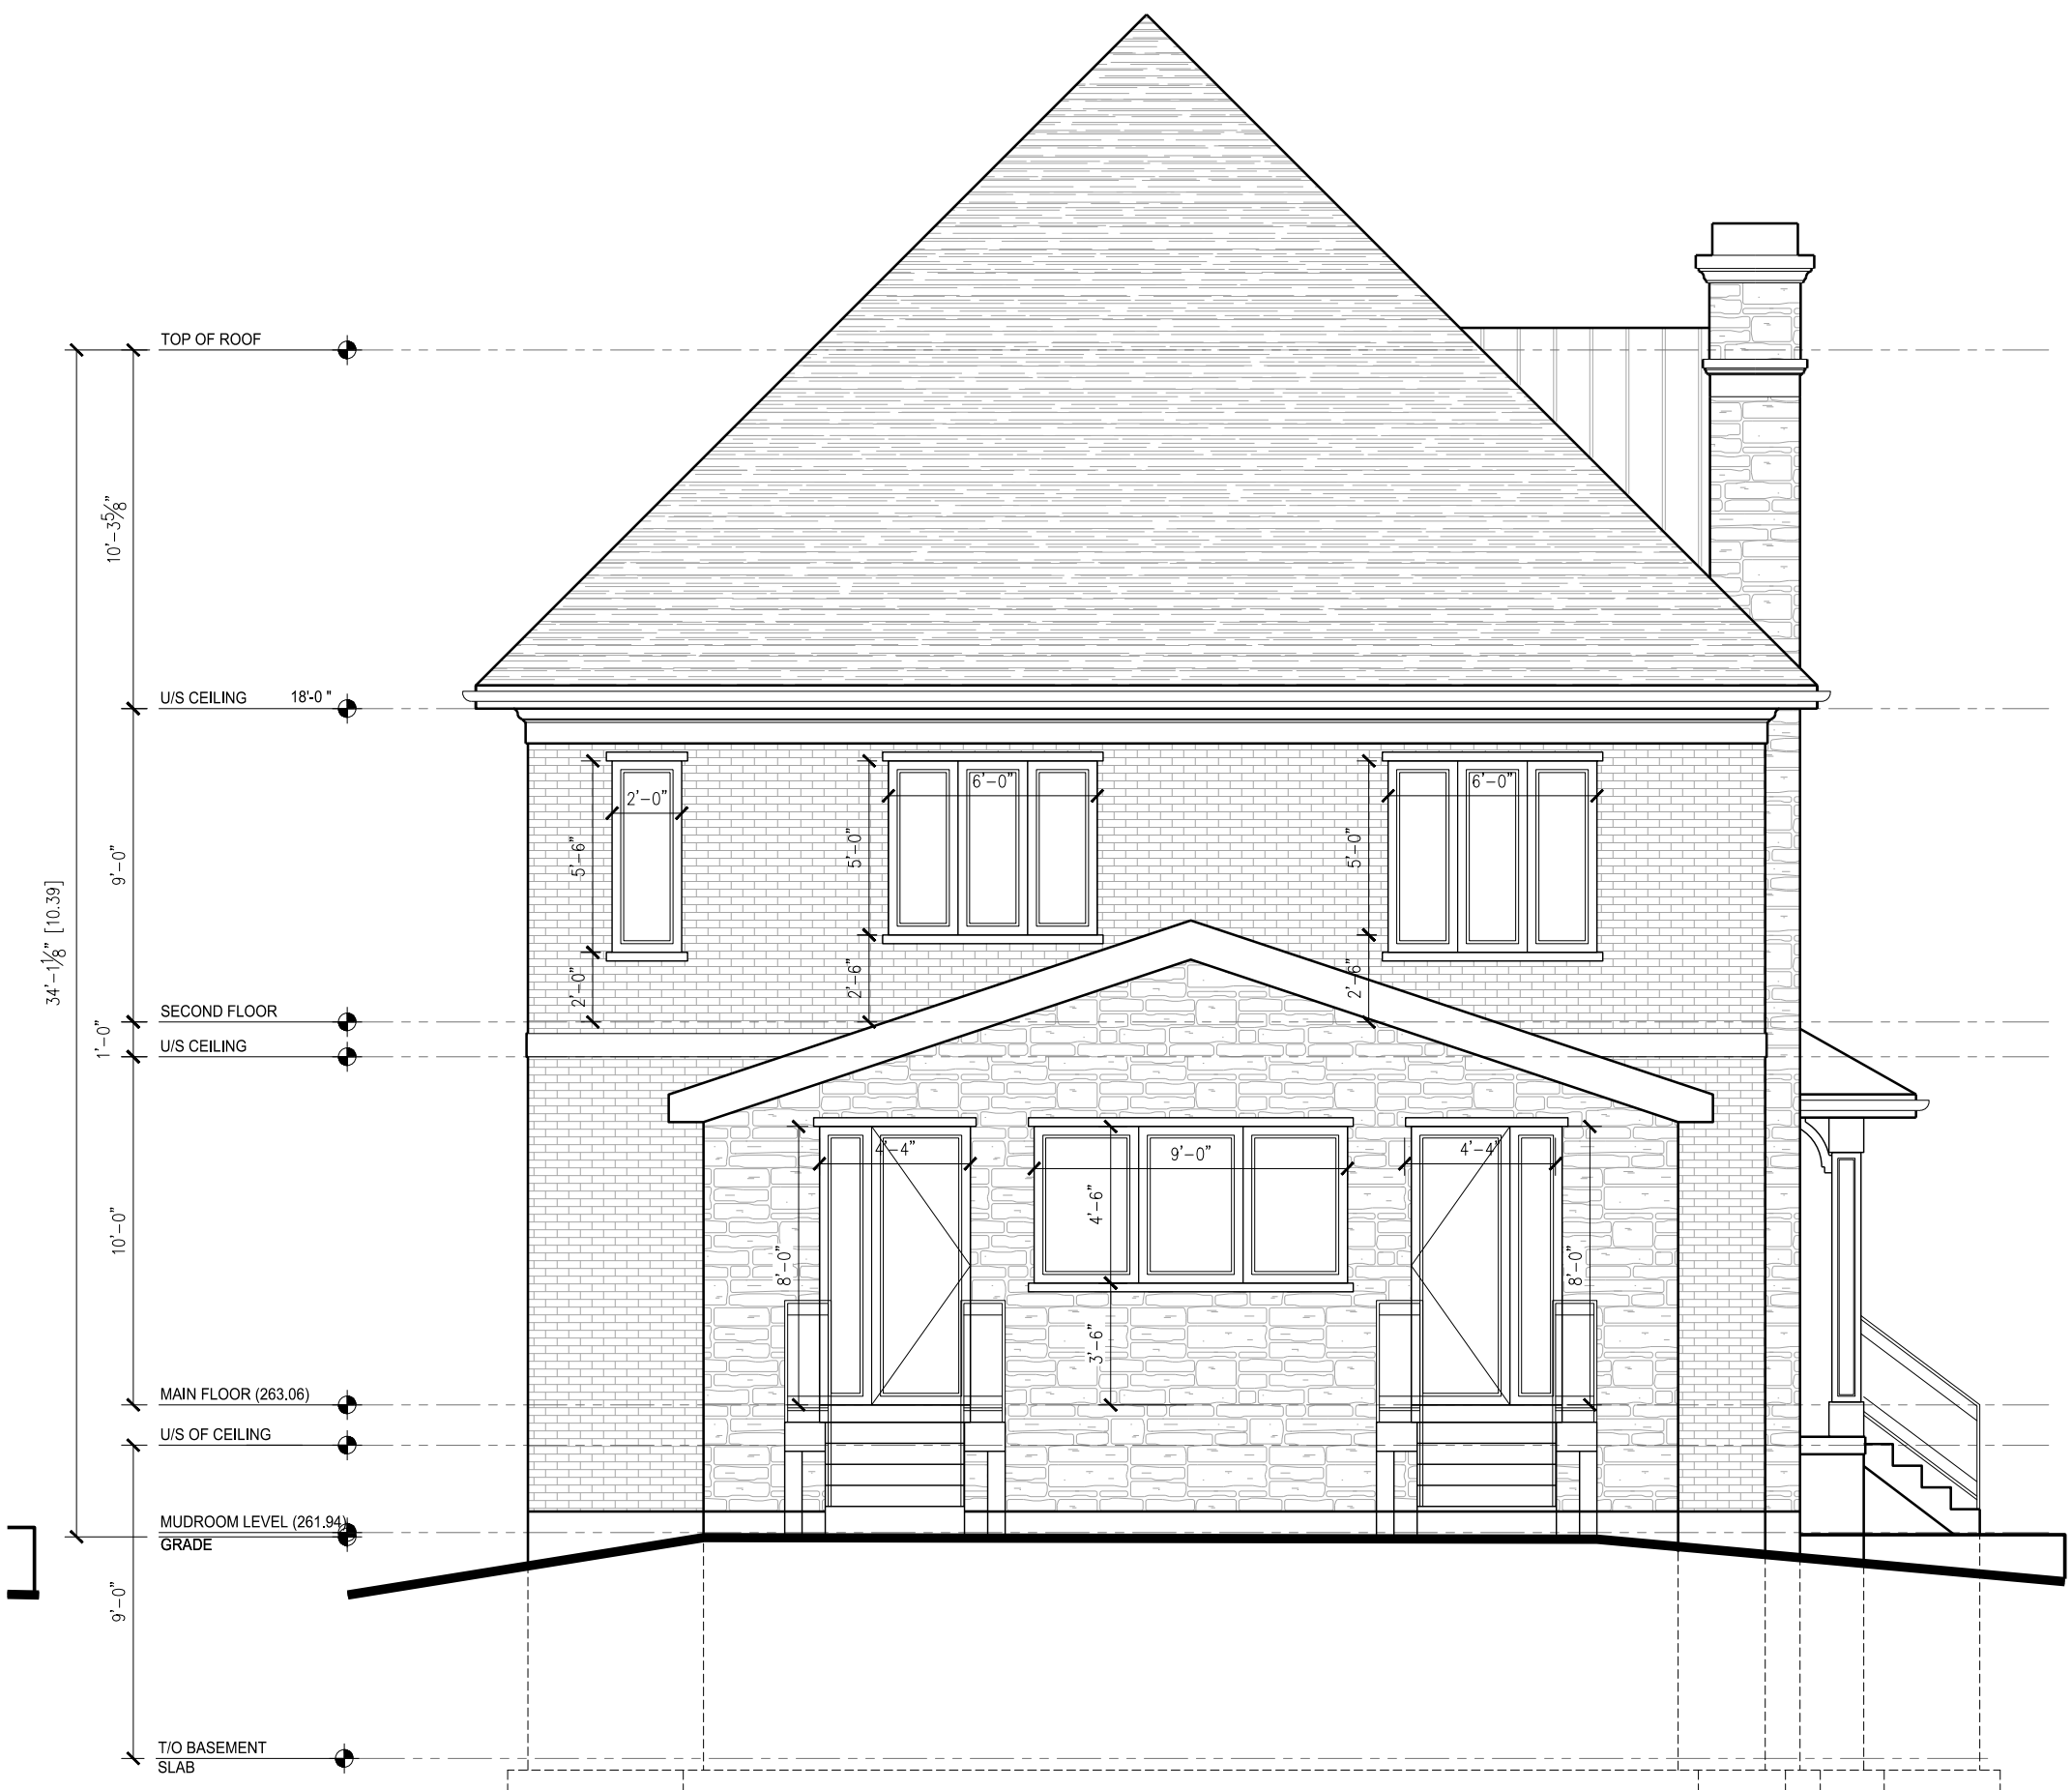 TOP OF ROOF
10'-3⅝"
U/S CEILING 18'-0 "
9'-0"
34'-1⅛" [10.39]
2'-0"
6'-0"
6'-0"
5'-6"
5'-0"
5'-0"
2'-0"
2'-6"
2'-6"
SECOND FLOOR
1'-0"
U/S CEILING
4'-4"
9'-0"
4'-4"
4'-6"
10'-0"
8'-0"
8'-0"
3'-6"
MAIN FLOOR (263.06)
U/S OF CEILING
MUDROOM LEVEL (261.94)
GRADE
9'-0"
T/O BASEMENT
SLAB